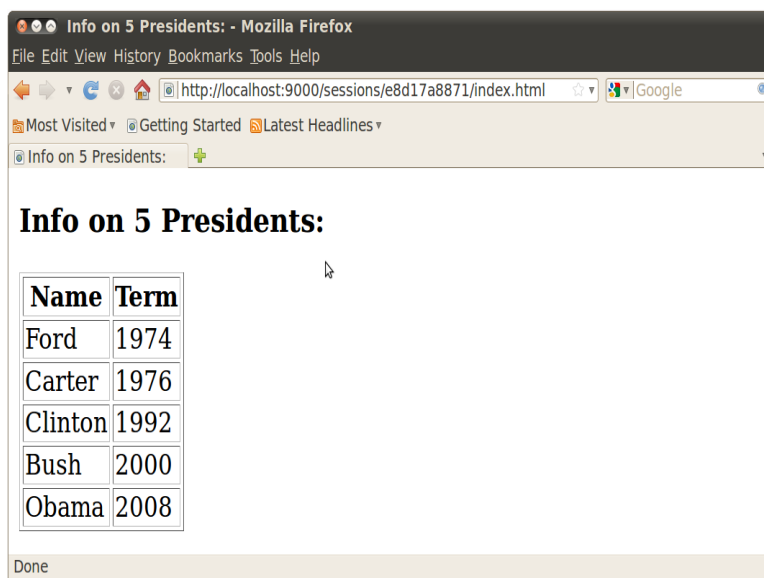 Info on 5 Presidents: - Mozilla Firefox
File Edit View History Bookmarks Tools Help
http://localhost:9000/sessions/e8d17a8871/index.html Google
Most Visited Getting Started Latest Headlines
Info on 5 Presidents:
Info on 5 Presidents:
Name Term
Ford 1974
Carter 1976
Clinton 1992
Bush 2000
Obama 2008
Done